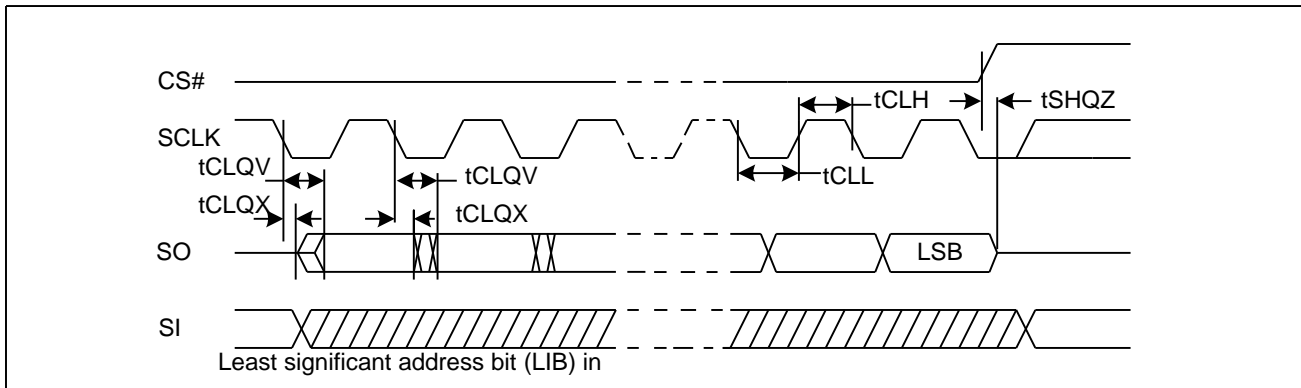 CS#
tCLH
tSHQZ
SCLK
tCLQV
tCLQV
tCLL
tCLQX
tCLQX
SO
LSB
SI
Least significant address bit (LIB) in